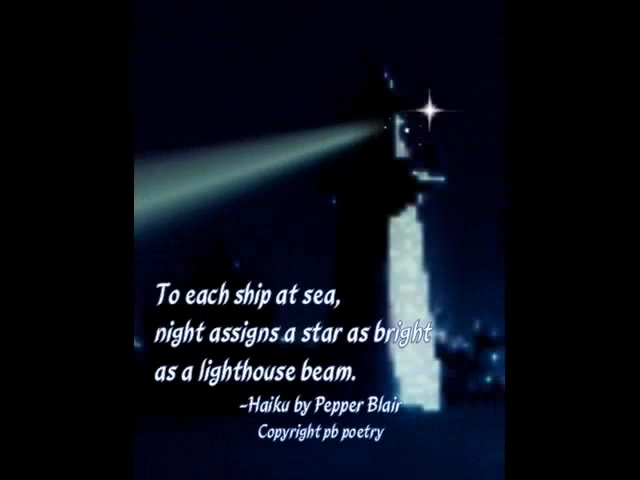 To each ship at sea,
night assigns a star as bright
as a lighthouse beam.
-Haiku by Pepper Blair
Copyright pb poetry